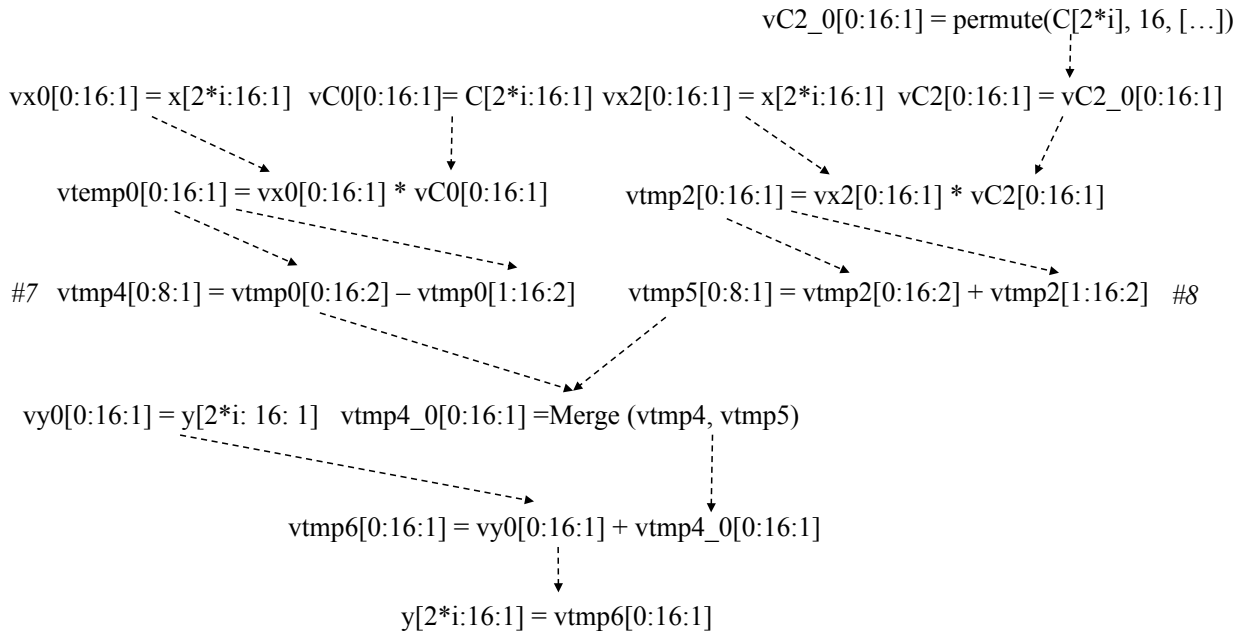 vC2_0[0:16:1] = permute(C[2*i], 16, […])
vx0[0:16:1] = x[2*i:16:1] vC0[0:16:1]= C[2*i:16:1] vx2[0:16:1] = x[2*i:16:1] vC2[0:16:1] = vC2_0[0:16:1]
vtemp0[0:16:1] = vx0[0:16:1] * vC0[0:16:1] vtmp2[0:16:1] = vx2[0:16:1] * vC2[0:16:1]
#7 vtmp4[0:8:1] = vtmp0[0:16:2] – vtmp0[1:16:2] vtmp5[0:8:1] = vtmp2[0:16:2] + vtmp2[1:16:2] #8
vy0[0:16:1] = y[2*i: 16: 1] vtmp4_0[0:16:1] =Merge (vtmp4, vtmp5)
vtmp6[0:16:1] = vy0[0:16:1] + vtmp4_0[0:16:1]
y[2*i:16:1] = vtmp6[0:16:1]